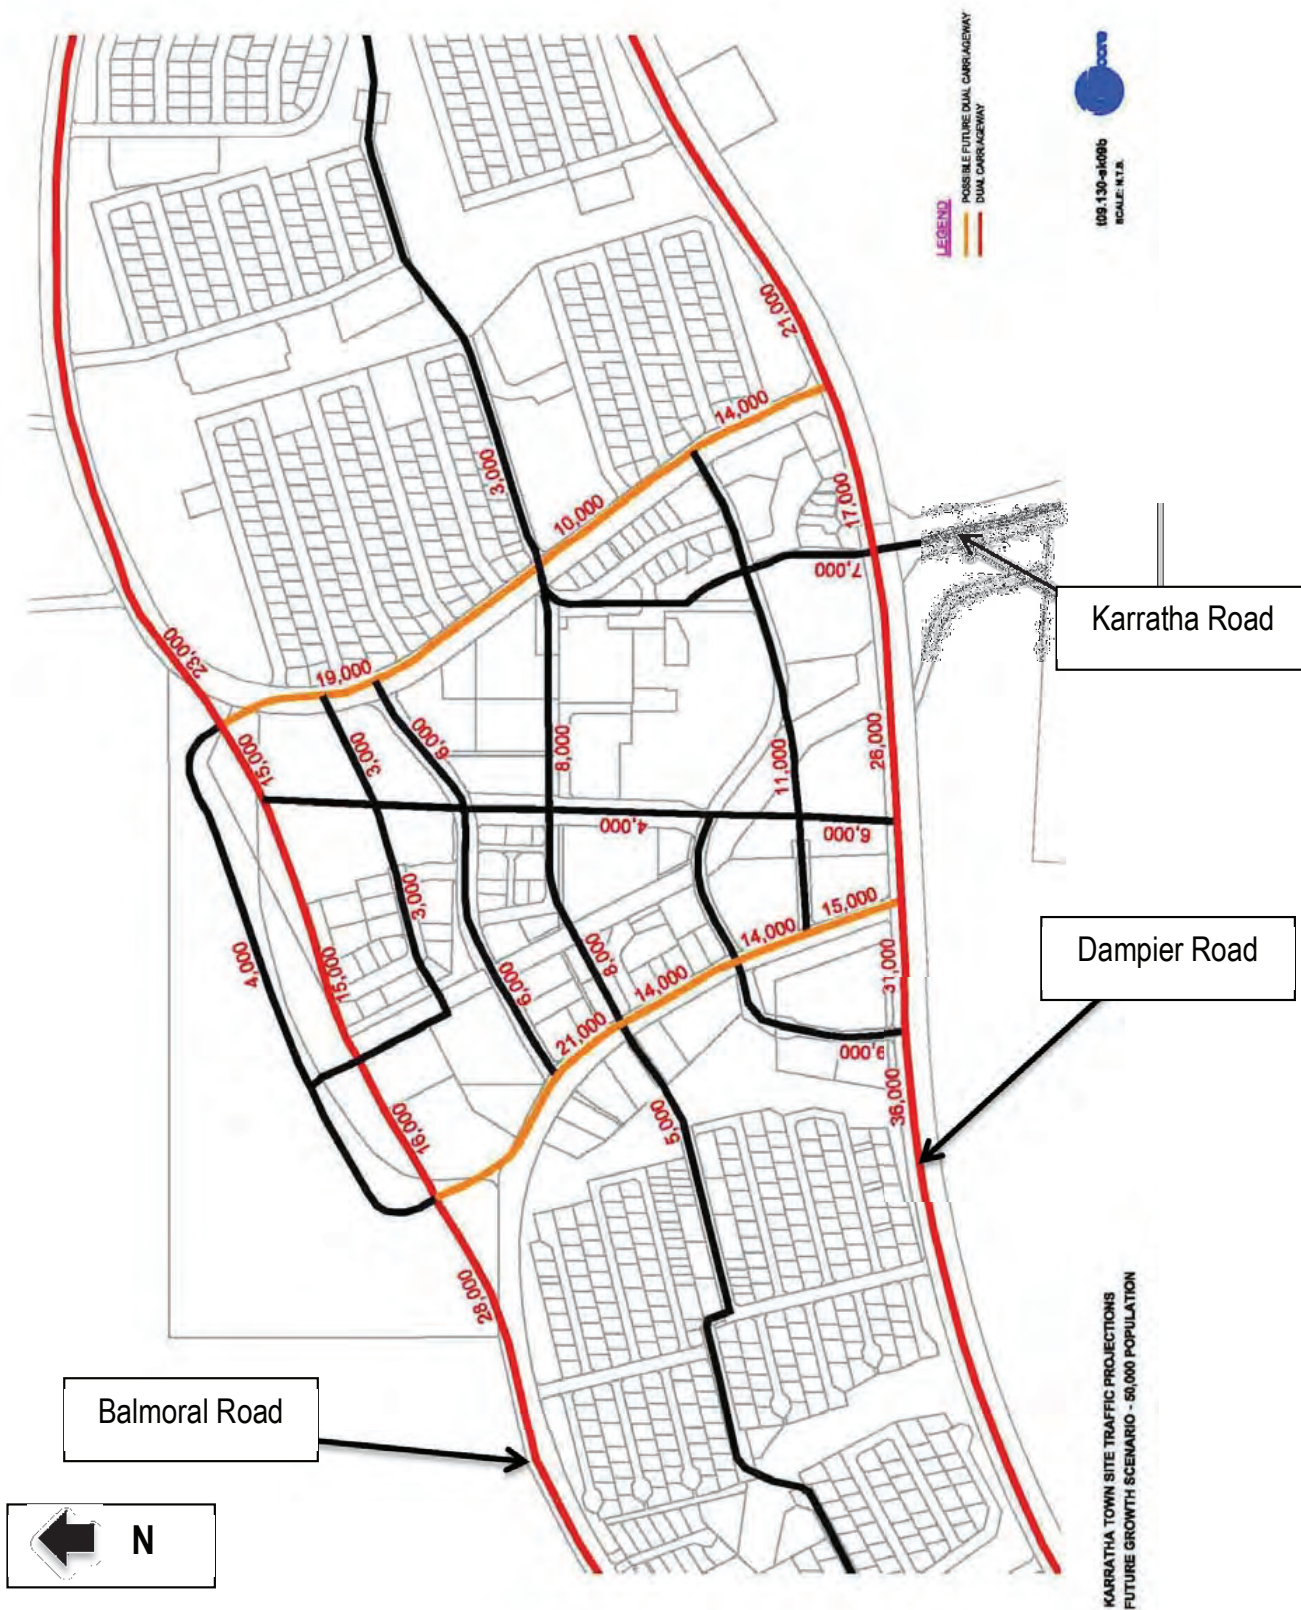 LEGEND
POSSIBLE FUTURE DUAL CARRIAGEWAY
DUAL CARRIAGEWAY
t09.130-sk09b
SCALE: N.T.S.
21,000
14,000
3,000
10,000
17,000
7,000
Karratha Road
23,000
19,000
15,000
3,000
6,000
8,000
11,000
26,000
4,000
6,000
3,000
15,000
4,000
15,000
14,000
8,000
6,000
14,000
31,000
Dampier Road
21,000
9,000
36,000
16,000
5,000
28,000
Balmoral Road
N
KARRATHA TOWN SITE TRAFFIC PROJECTIONS
FUTURE GROWTH SCENARIO - 50,000 POPULATION